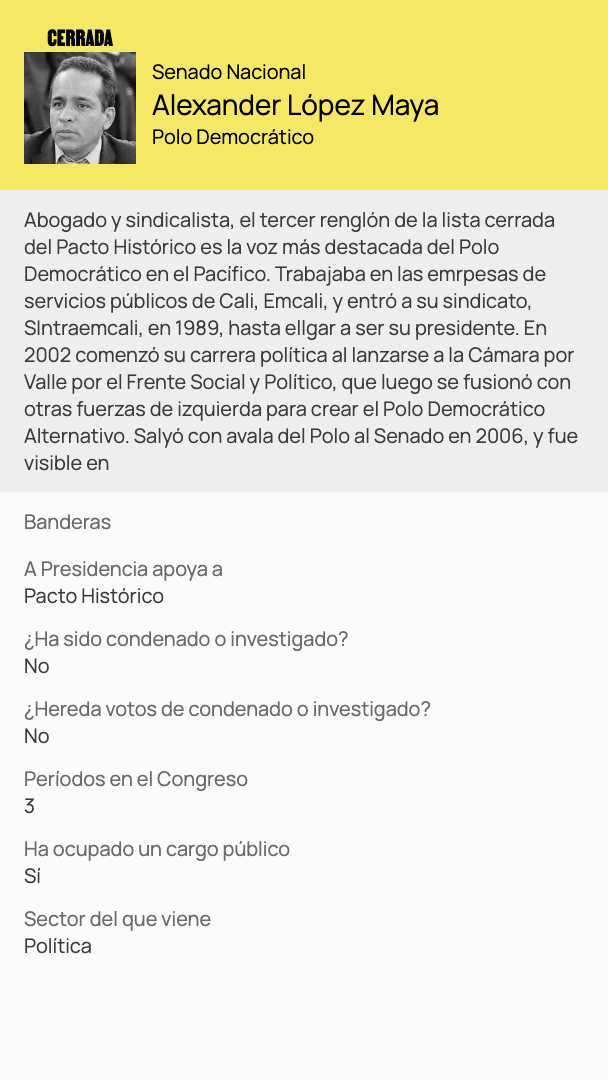 CERRADA
Senado Nacional
Alexander López Maya
Polo Democrático
Abogado y sindicalista, el tercer renglón de la lista cerrada
del Pacto Histórico es la voz más destacada del Polo
Democrático en el Pacífico. Trabajaba en las emrpesas de
servicios públicos de Cali, Emcali, y entró a su sindicato,
SIntraemcali, en 1989, hasta ellgar a ser su presidente. En
2002 comenzó su carrera política al lanzarse a la Cámara por
Valle por el Frente Social y Político, que luego se fusionó con
otras fuerzas de izquierda para crear el Polo Democrático
Alternativo. Salyó con avala del Polo al Senado en 2006, y fue
visible en
Banderas
A Presidencia apoya a
Pacto Histórico
¿Ha sido condenado o investigado?
No
¿Hereda votos de condenado o investigado?
No
Períodos en el Congreso
3
Ha ocupado un cargo público
Sí
Sector del que viene
Política